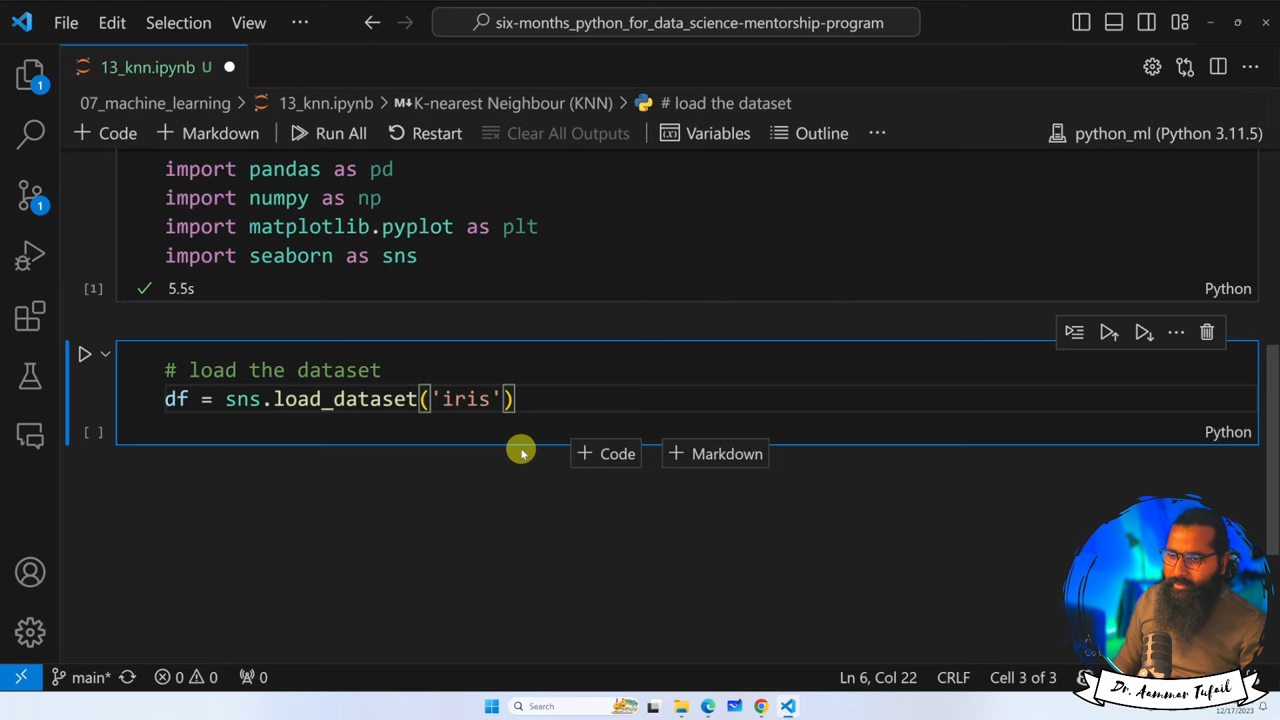 File Edit Selection View ··· six-months_python_for_data_science-mentorship-program
13_knn.ipynb U
07_machine_learning > 13_knn.ipynb > M↓K-nearest Neighbour (KNN) > # load the dataset
+ Code + Markdown Run All Restart Clear All Outputs Variables Outline ··· python_ml (Python 3.11.5)
import pandas as pd
import numpy as np
import matplotlib.pyplot as plt
import seaborn as sns
[1] ✓ 5.5s Python
# load the dataset
df = sns.load_dataset('iris')
[ ] Python
+ Code + Markdown
1
1
main* 0 0 0 Ln 6, Col 22 CRLF Cell 3 of 3
Dr. Aammar Tufail
Search
12/17/2023